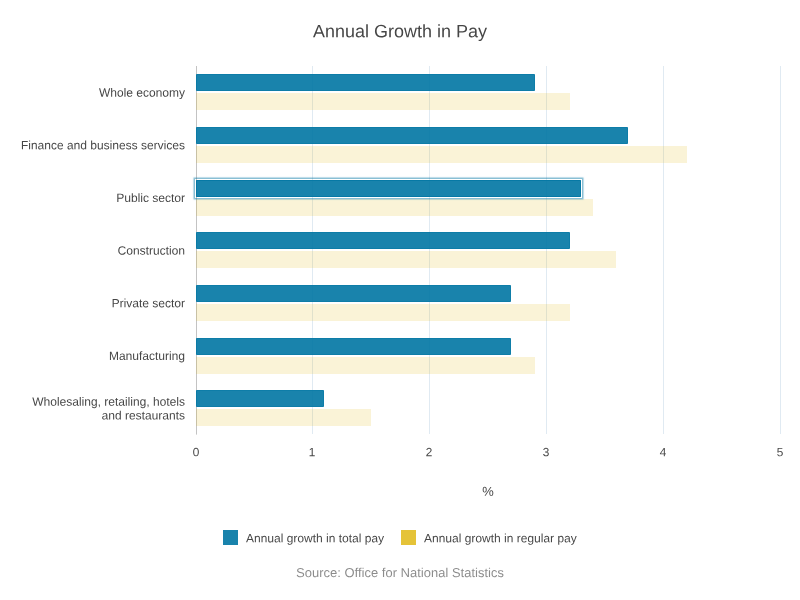 Annual Growth in Pay
Whole economy
Finance and business services
Public sector
Construction
Private sector
Manufacturing
Wholesaling, retailing, hotels
and restaurants
0 1 2 3 4 5
%
Annual growth in total pay Annual growth in regular pay
Source: Office for National Statistics